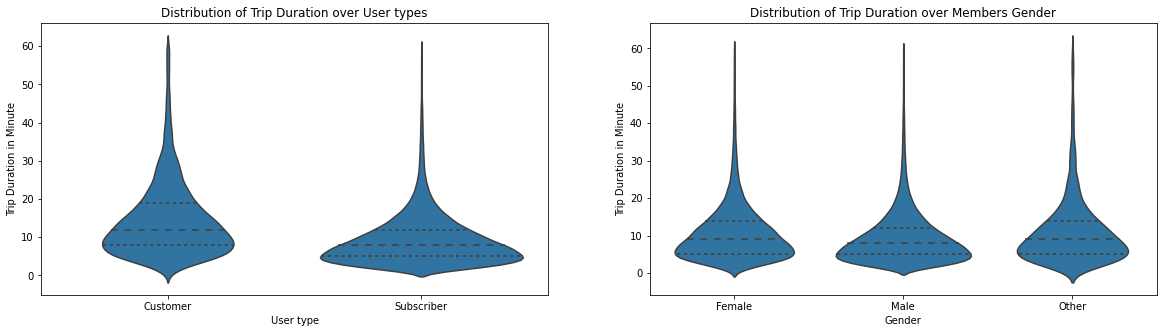 Distribution of Trip Duration over User types
Trip Duration in Minute
60
50
40
30
20
10
0
Customer
Subscriber
User type
Distribution of Trip Duration over Members Gender
Trip Duration in Minute
60
50
40
30
20
10
0
Female
Male
Other
Gender